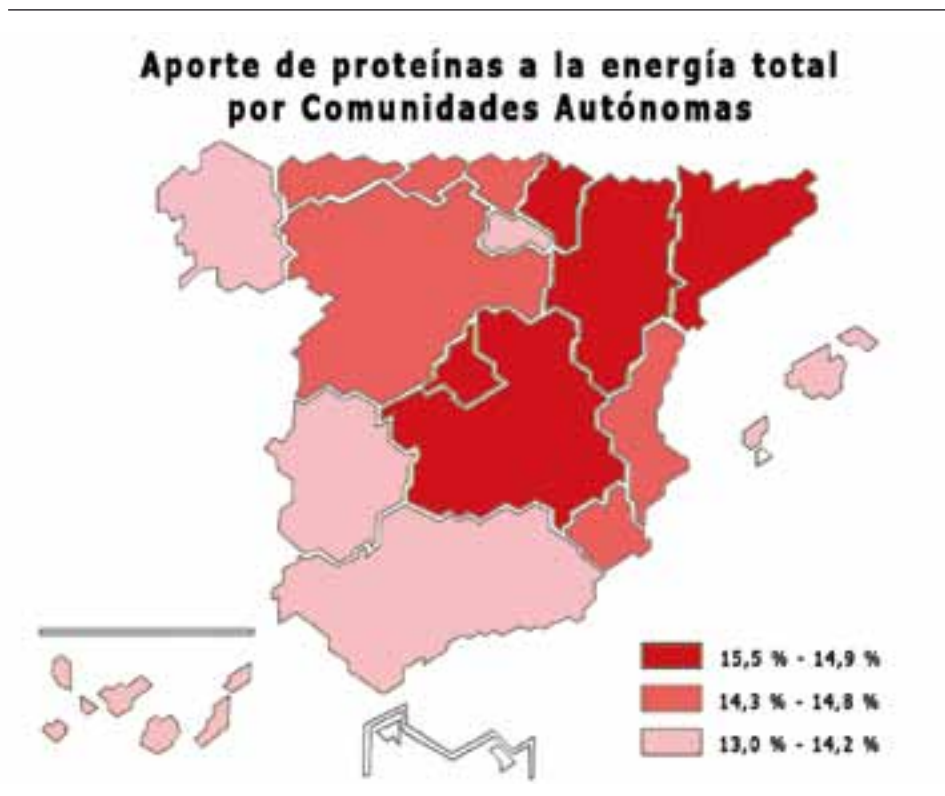 Aporte de proteínas a la energía total
por Comunidades Autónomas
15,5 % - 14,9 %
14,3 % - 14,8 %
13,0 % - 14,2 %